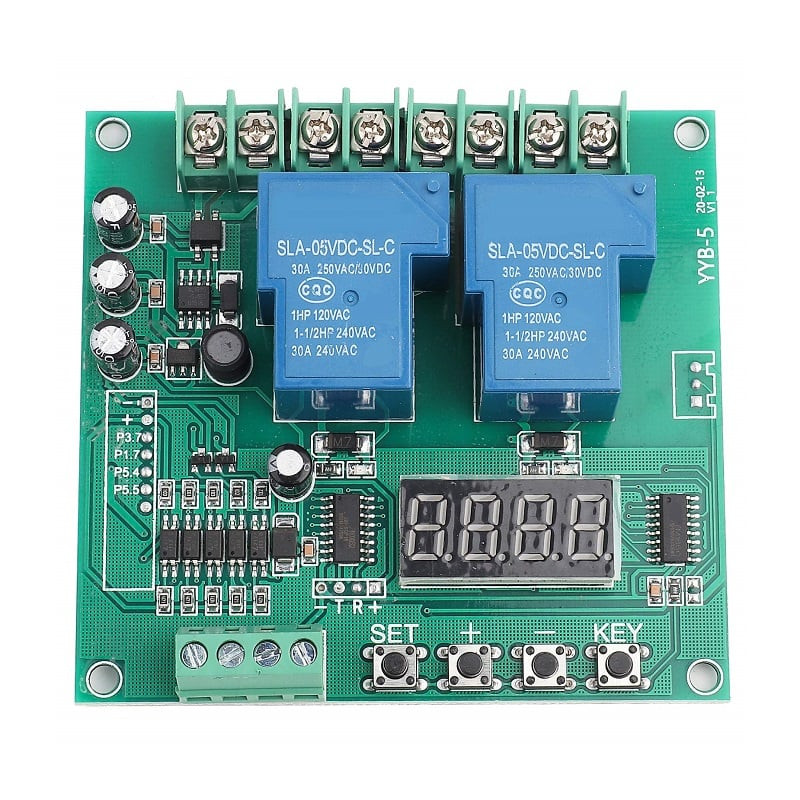 SLA-05VDC-SL-C
30A 250VAC/30VDC
CQC
1HP 120VAC
1-1/2HP 240VAC
30A 240VAC
SLA-05VDC-SL-C
30A 250VAC/30VDC
CQC
1HP 120VAC
1-1/2HP 240VAC
30A 240VAC
YYB-5
20-02-13
V1 1
-
+
P3.7
P1.7
P5.4
P5.5
M7
M7
- T R +
SET + - KEY